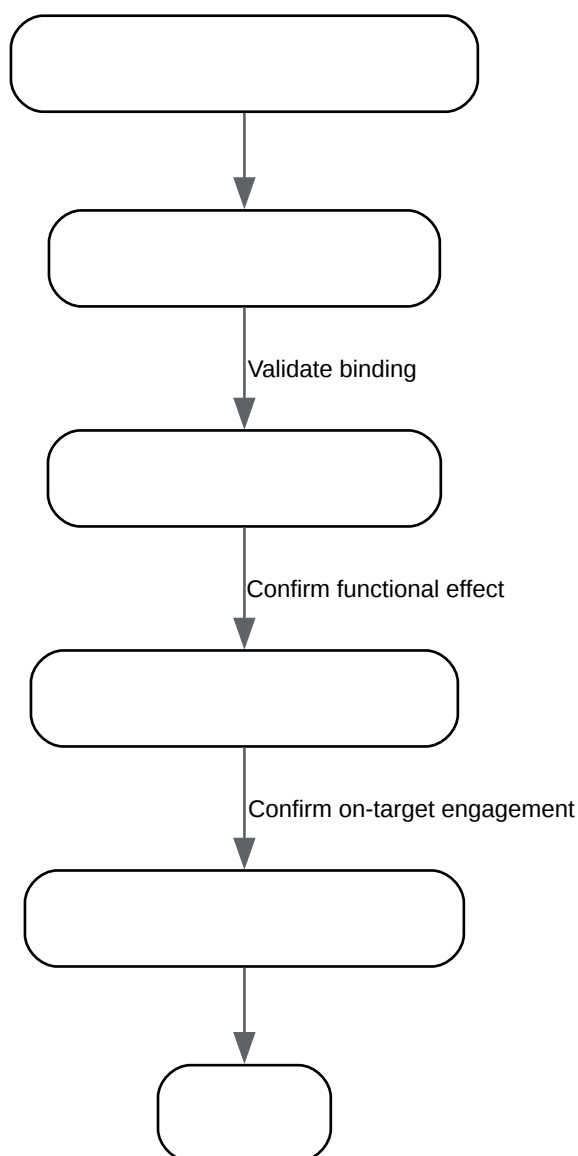 Validate binding
Confirm functional effect
Confirm on-target engagement